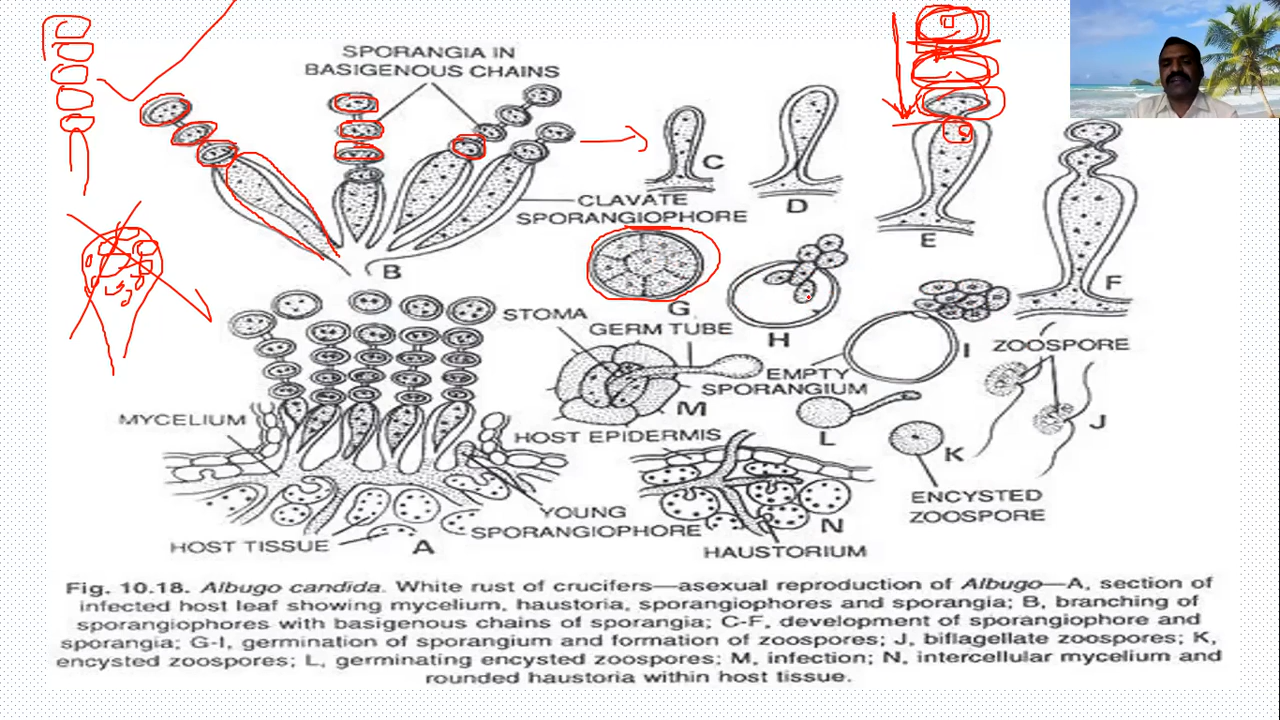 SPORANGIA IN
BASIGENOUS CHAINS
C
D
E
F
CLAVATE
SPORANGIOPHORE
B
G
STOMA
GERM TUBE
H
I
ZOOSPORE
EMPTY
SPORANGIUM
M
L
J
MYCELIUM
HOST EPIDERMIS
K
ENCYSTED
ZOOSPORE
YOUNG
SPORANGIOPHORE
N
HOST TISSUE
A
HAUSTORIUM
Fig. 10.18. Albugo candida. White rust of crucifers—asexual reproduction of Albugo—A, section of
infected host leaf showing mycelium, haustoria, sporangiophores and sporangia; B, branching of
sporangiophores with basigenous chains of sporangia; C-F, development of sporangiophore and
sporangia; G-I, germination of sporangium and formation of zoospores; J, biflagellate zoospores; K,
encysted zoospores; L, germinating encysted zoospores; M, infection; N, intercellular mycelium and
rounded haustoria within host tissue.